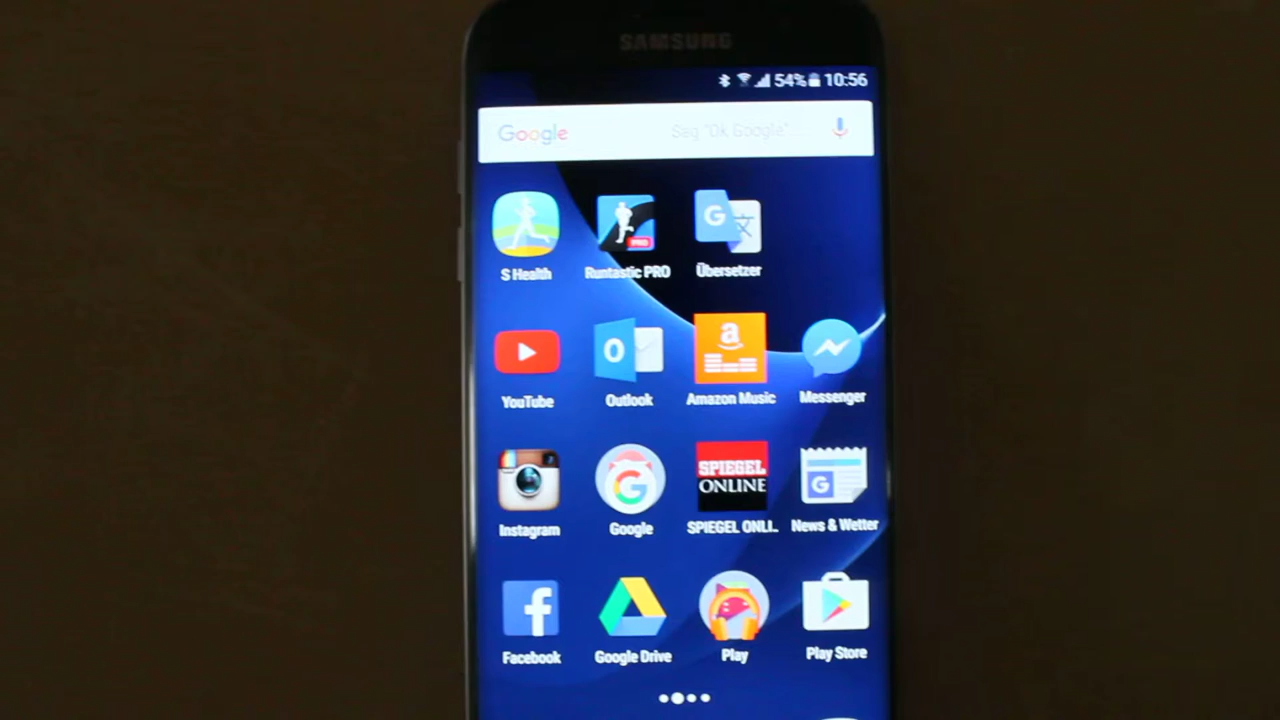 SAMSUNG
54% 10:56
Google Sag "Ok Google"...
S Health Runtastic PRO Übersetzer
PRO
G
YouTube Outlook Amazon Music Messenger
O
a
Instagram Google SPIEGEL ONLI.. News & Wetter
G
SPIEGEL
ONLINE
G
Facebook Google Drive Play Play Store
f